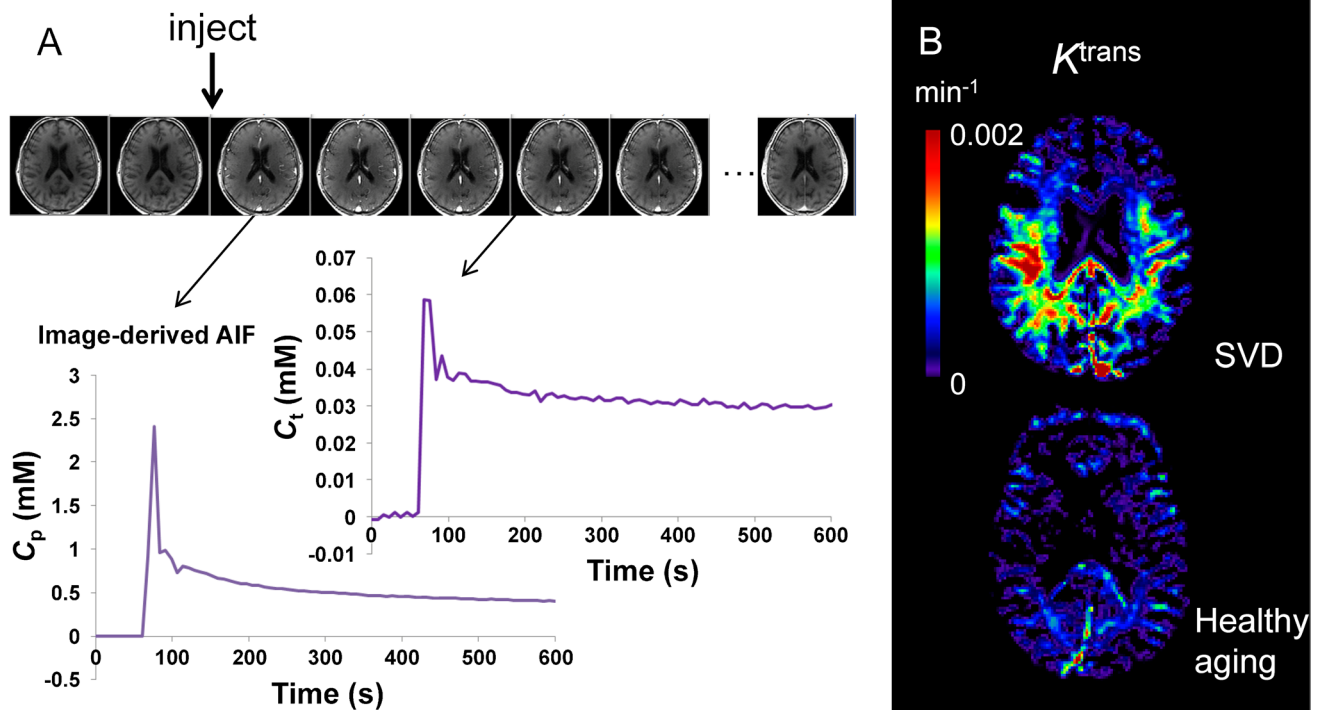 A
inject
...
Image-derived AIF
3
2.5
2
1.5
1
0.5
0
-0.5
Cp (mM)
0 100 200 300 400 500 600
Time (s)
0.07
0.06
0.05
0.04
0.03
0.02
0.01
0
-0.01
Ct (mM)
0 100 200 300 400 500 600
Time (s)
B
Ktrans
min-1
0.002
0
SVD
Healthy
aging